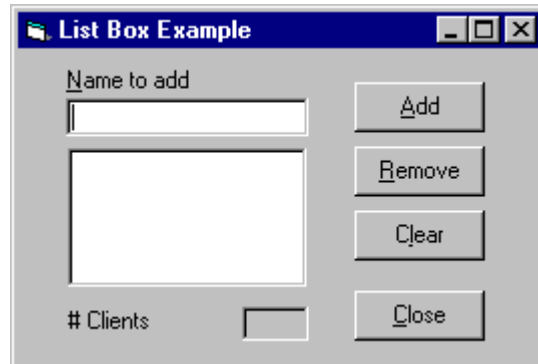 List Box Example
Name to add
Add
Remove
Clear
# Clients
Close